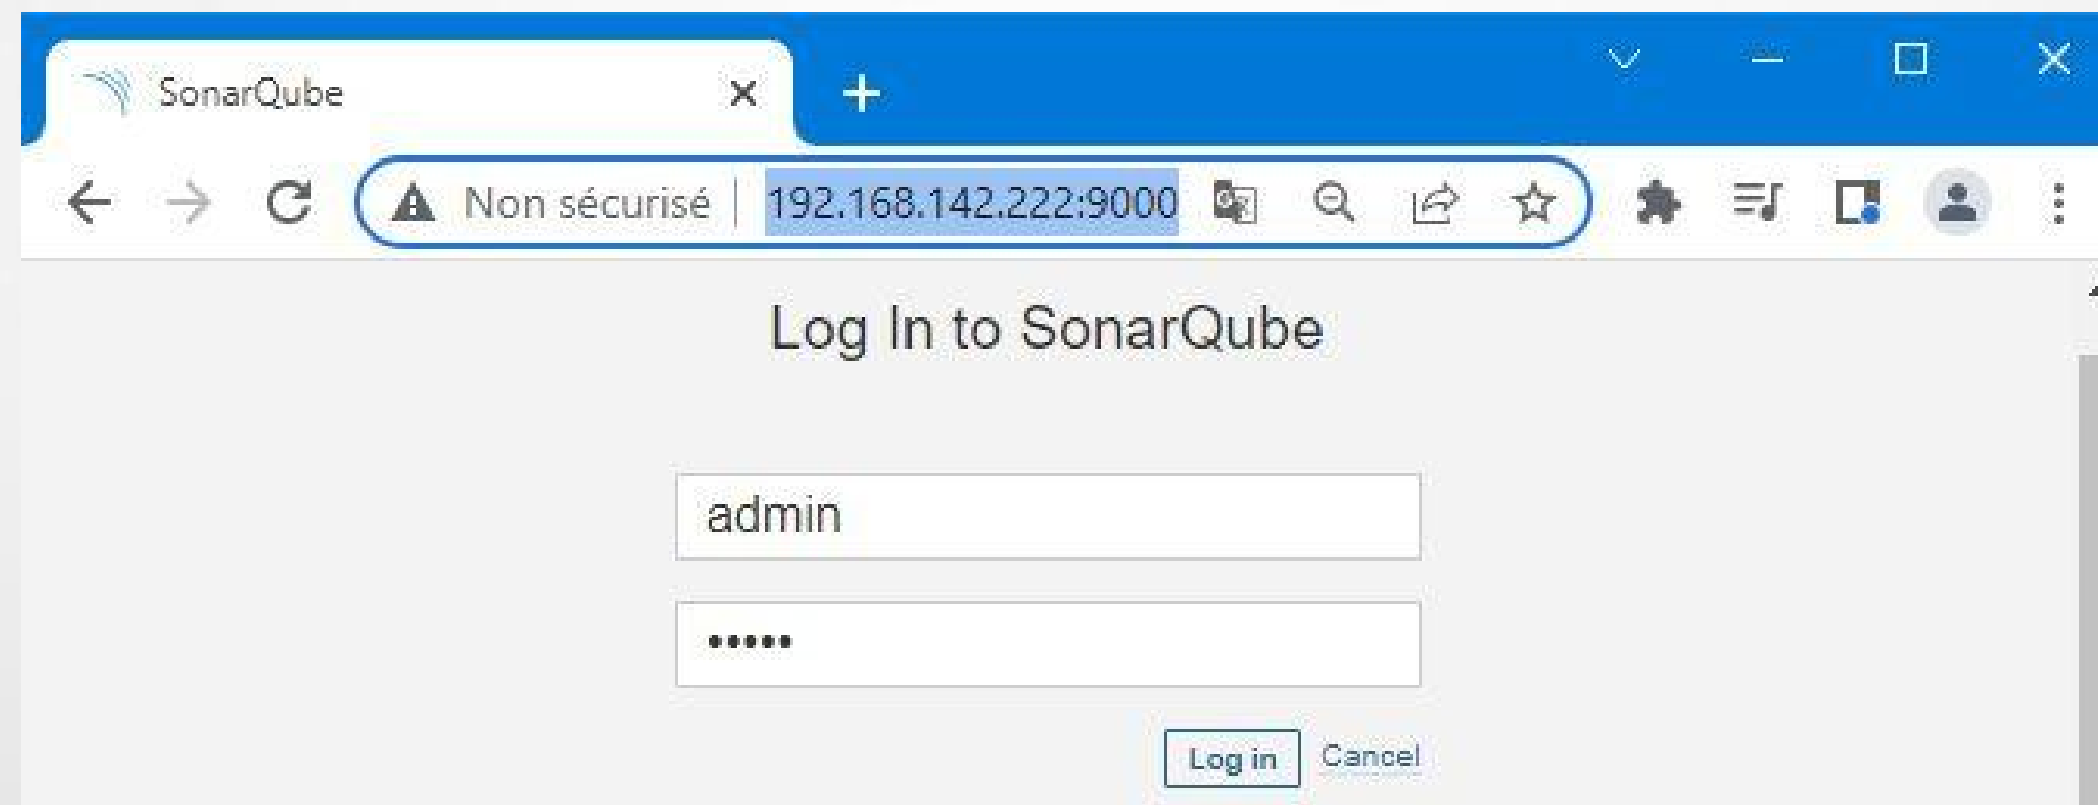 SonarQube
Non sécurisé 192.168.142.222:9000
Log In to SonarQube
admin
•••••
Log in Cancel